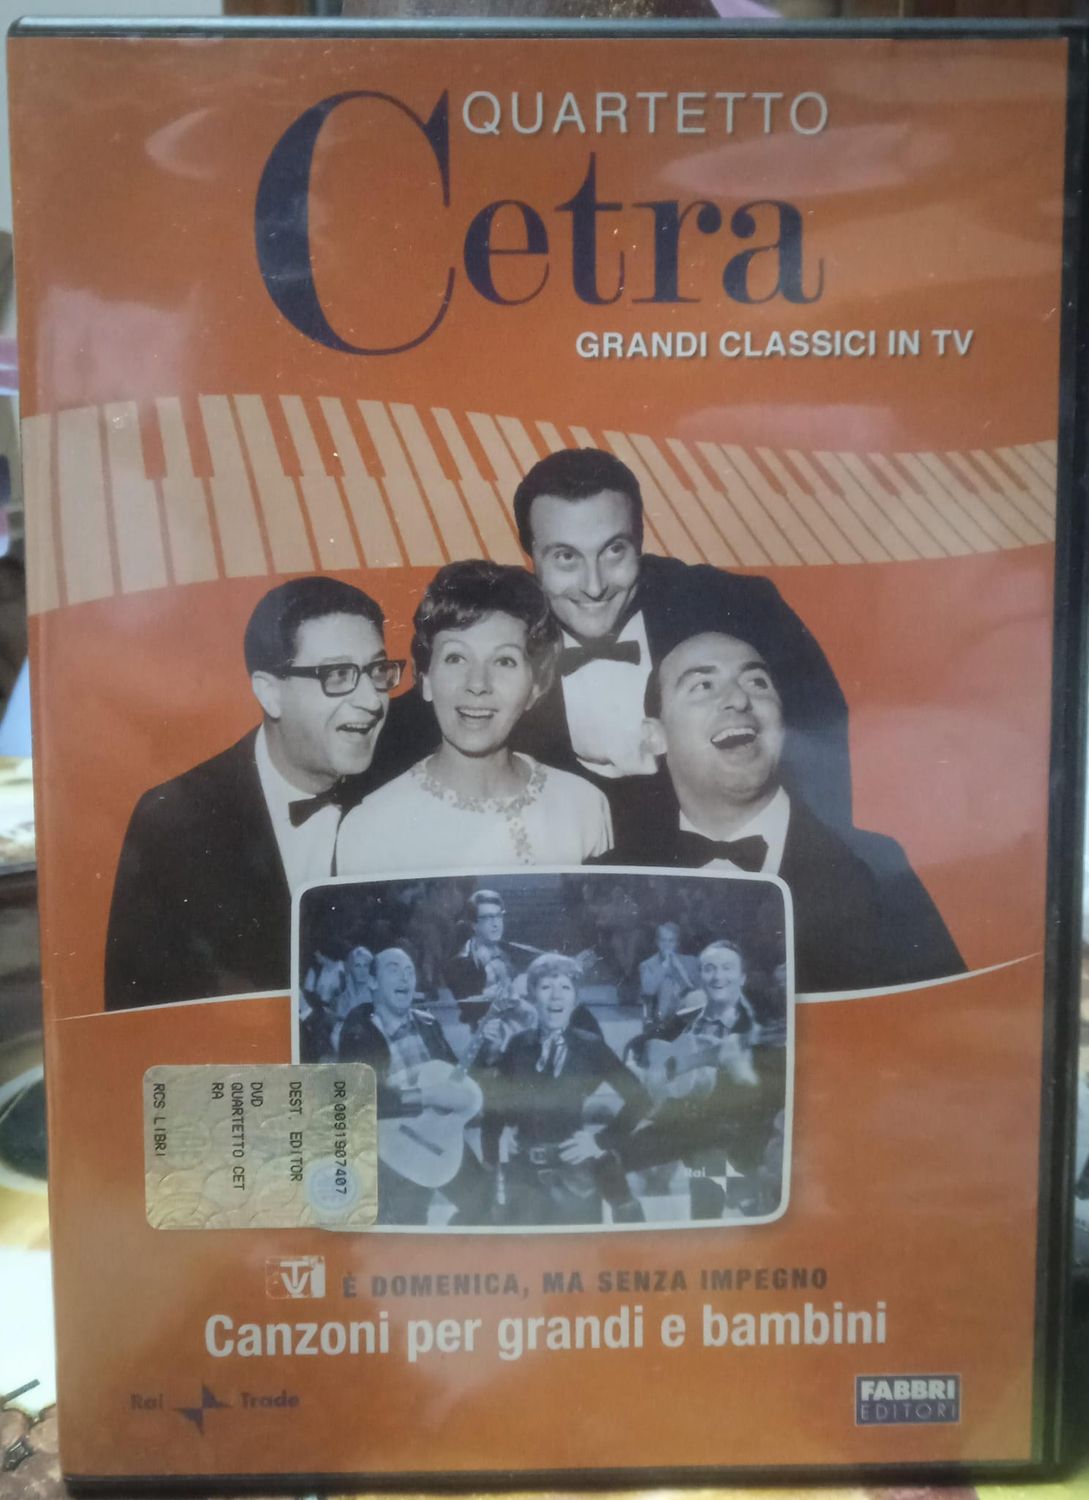 QUARTETTO
Cetra
GRANDI CLASSICI IN TV
DR 0091907407
DEST. EDITOR
DVD
QUARTETTO CET
RA
RCS LIBRI
Rai
TV È DOMENICA, MA SENZA IMPEGNO
Canzoni per grandi e bambini
Rai Trade
FABBRI
EDITORI